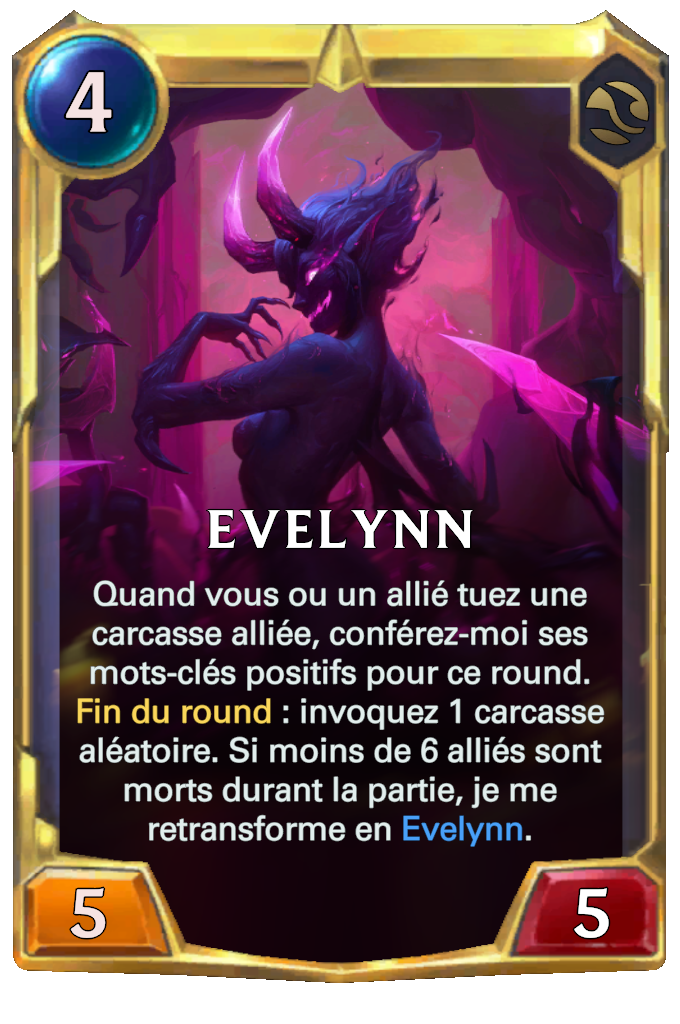 4
EVELYNN
Quand vous ou un allié tuez une
carcasse alliée, conférez-moi ses
mots-clés positifs pour ce round.
Fin du round : invoquez 1 carcasse
aléatoire. Si moins de 6 alliés sont
morts durant la partie, je me
retransforme en Evelynn.
5
5